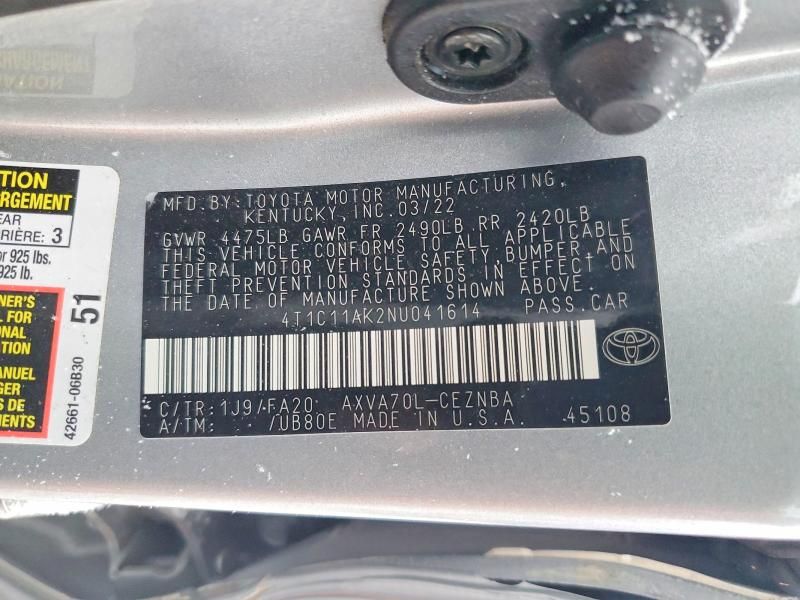 TION
RGEMENT
EAR
RIÈRE: 3
or 925 lbs.
925 lb.
NER'S
L FOR
ONAL
ATION
ANUEL
GER
S DE
EMENTS
51
42661-06B30
MFD. BY: TOYOTA MOTOR MANUFACTURING,
KENTUCKY, INC. 03/22
GVWR 4475LB GAWR FR 2490LB RR 2420LB
THIS VEHICLE CONFORMS TO ALL APPLICABLE
FEDERAL MOTOR VEHICLE SAFETY, BUMPER, AND
THEFT PREVENTION STANDARDS IN EFFECT ON
THE DATE OF MANUFACTURE SHOWN ABOVE.
4T1C11AK2NU041614 PASS. CAR
C/TR: 1J9/FA20 AXVA70L-CEZNBA
A/TM: /UB80E MADE IN U.S.A. 45108